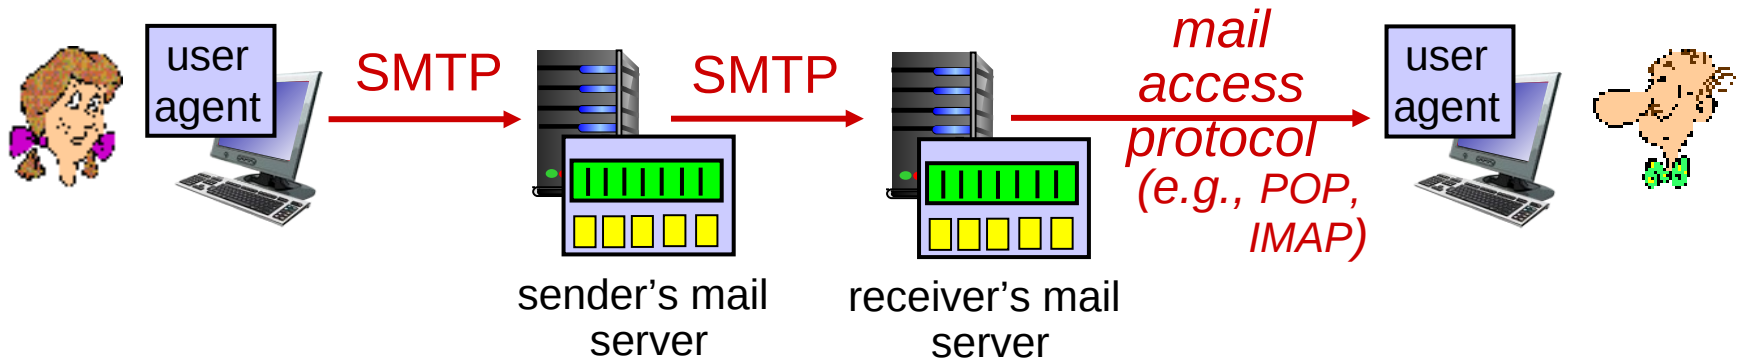 user
agent
SMTP
SMTP
mail
access
protocol
(e.g., POP,
IMAP)
user
agent
sender’s mail
server
receiver’s mail
server